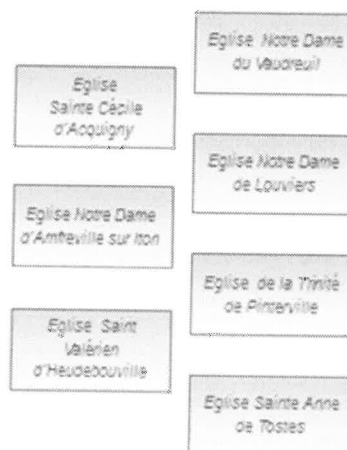 Eglise
Sainte Cécile
d'Acquigny
Eglise Notre Dame
d'Amfreville sur Iton
Eglise Saint
Valérien
d'Heudebouville
Eglise Notre Dame
du Vaudreuil
Eglise Notre Dame
de Louviers
Eglise de la Trinité
de Pinterville
Eglise Sainte Anne
de Tostes